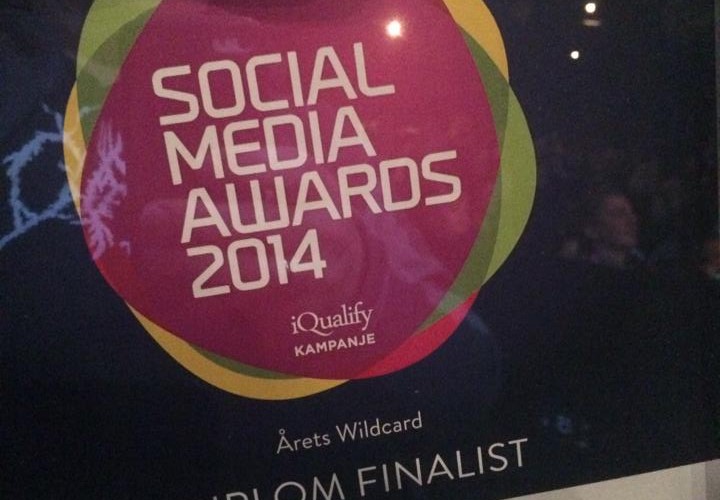 SOCIAL
MEDIA
AWARDS
2014
iQualify
KAMPANJE
Årets Wildcard
FINALIST